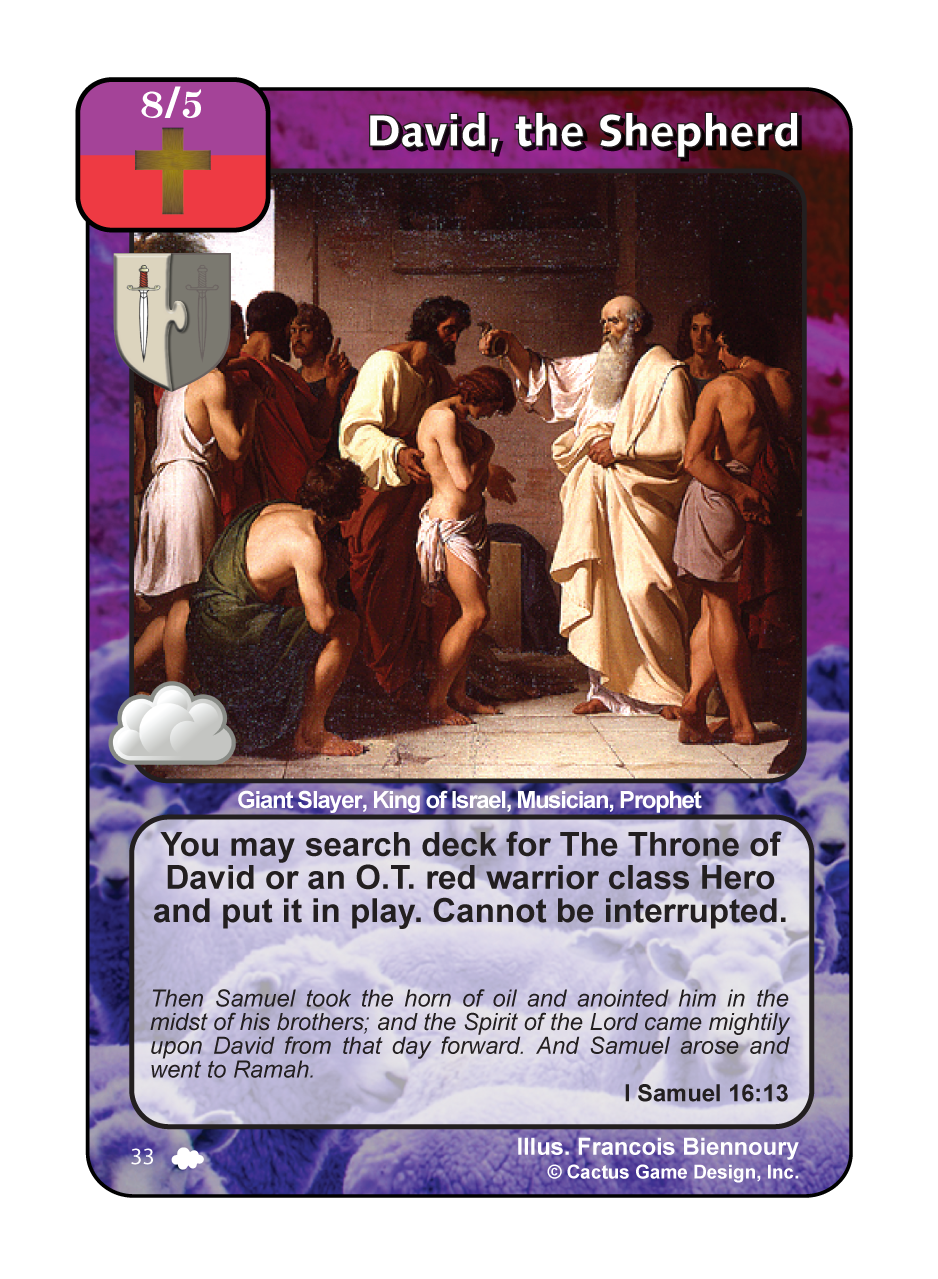 8/5
David, the Shepherd
Giant Slayer, King of Israel, Musician, Prophet
You may search deck for The Throne of
David or an O.T. red warrior class Hero
and put it in play. Cannot be interrupted.
Then Samuel took the horn of oil and anointed him in the
midst of his brothers; and the Spirit of the Lord came mightily
upon David from that day forward. And Samuel arose and
went to Ramah.
I Samuel 16:13
33
Illus. Francois Biennoury
© Cactus Game Design, Inc.